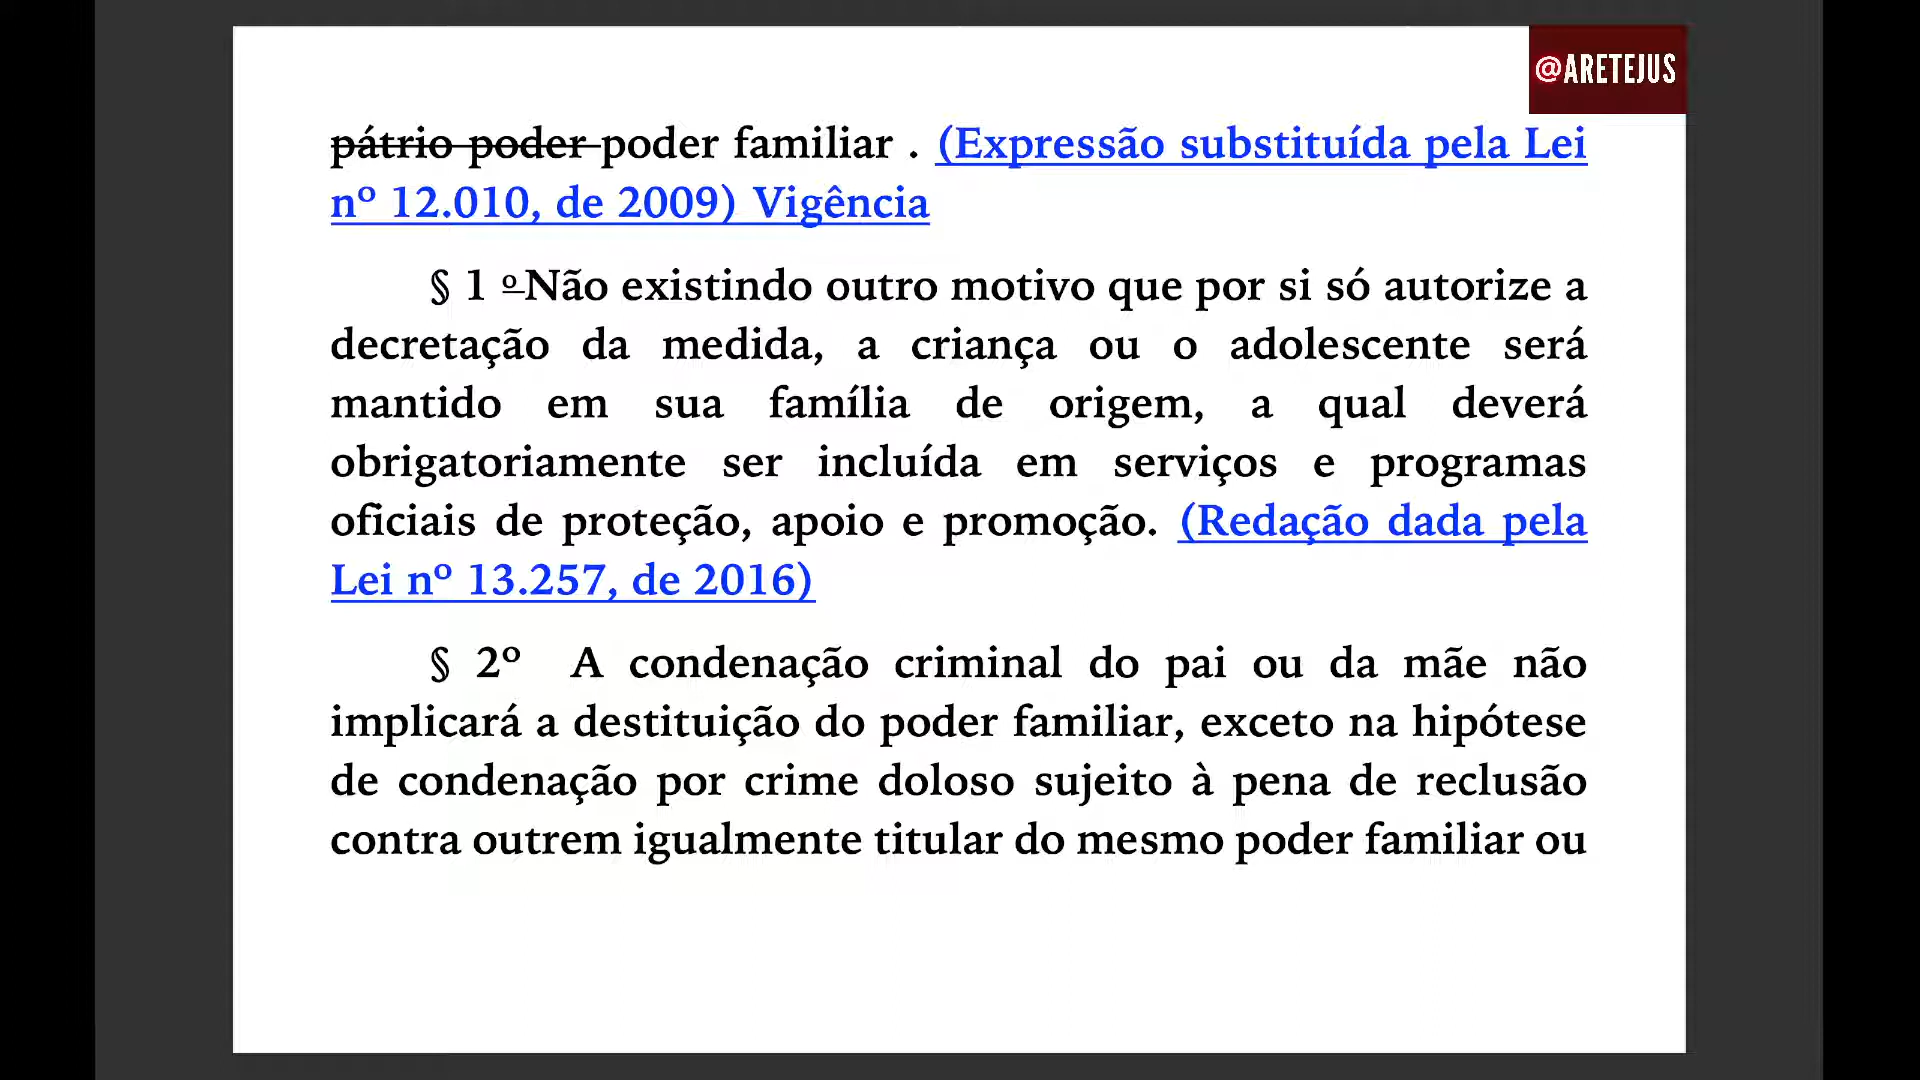 @ARETEJUS
pátrio poder poder familiar . (Expressão substituída pela Lei
nº 12.010, de 2009) Vigência
§ 1 º Não existindo outro motivo que por si só autorize a
decretação da medida, a criança ou o adolescente será
mantido em sua família de origem, a qual deverá
obrigatoriamente ser incluída em serviços e programas
oficiais de proteção, apoio e promoção. (Redação dada pela
Lei nº 13.257, de 2016)
§ 2º A condenação criminal do pai ou da mãe não
implicará a destituição do poder familiar, exceto na hipótese
de condenação por crime doloso sujeito à pena de reclusão
contra outrem igualmente titular do mesmo poder familiar ou